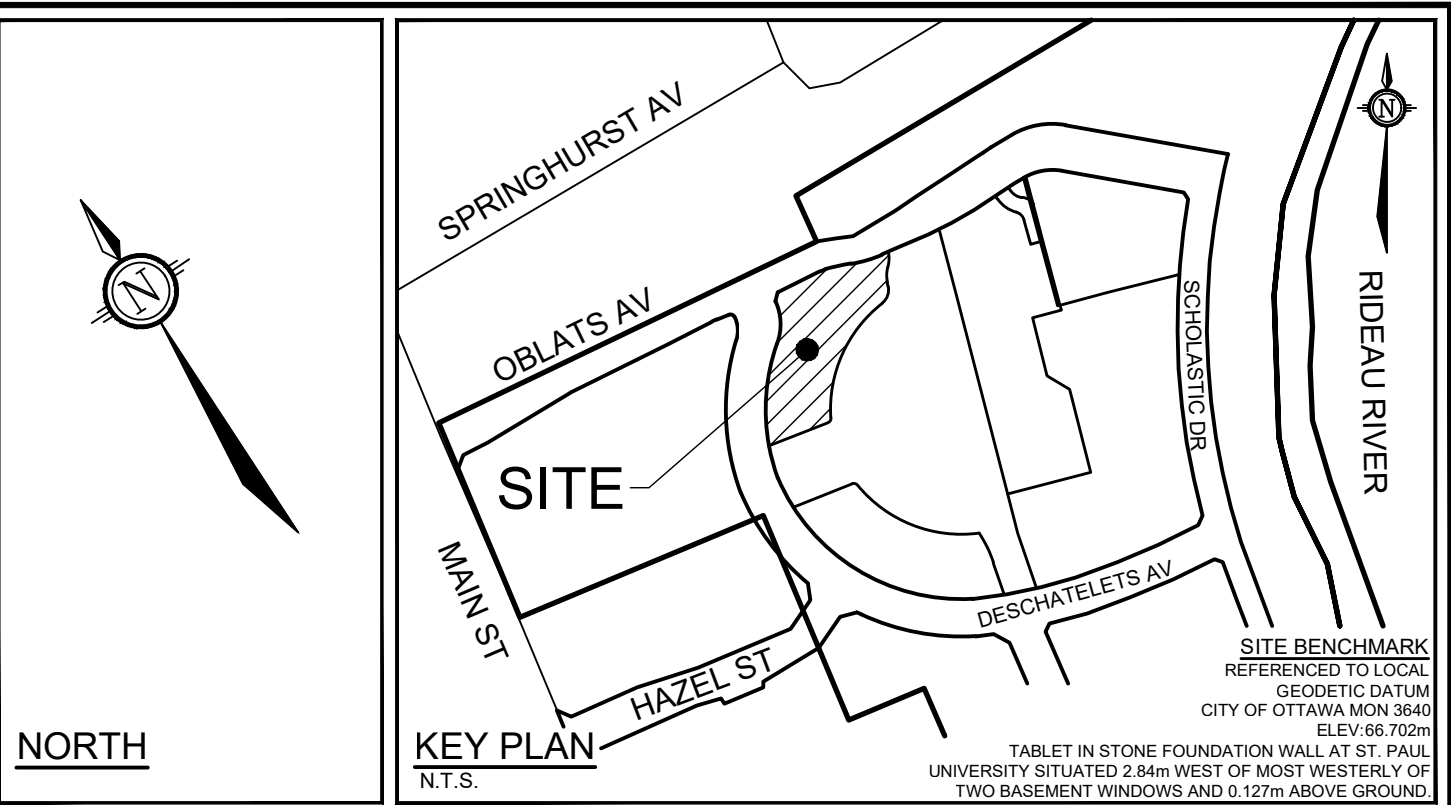 N
NORTH
SPRINGHURST AV
OBLATS AV
SITE
MAIN ST
HAZEL ST
DESCHATELETS AV
SCHOLASTIC DR
RIDEAU RIVER
N
KEY PLAN
N.T.S.
SITE BENCHMARK
REFERENCED TO LOCAL
GEODETIC DATUM
CITY OF OTTAWA MON 3640
ELEV:66.702m
TABLET IN STONE FOUNDATION WALL AT ST. PAUL
UNIVERSITY SITUATED 2.84m WEST OF MOST WESTERLY OF
TWO BASEMENT WINDOWS AND 0.127m ABOVE GROUND.